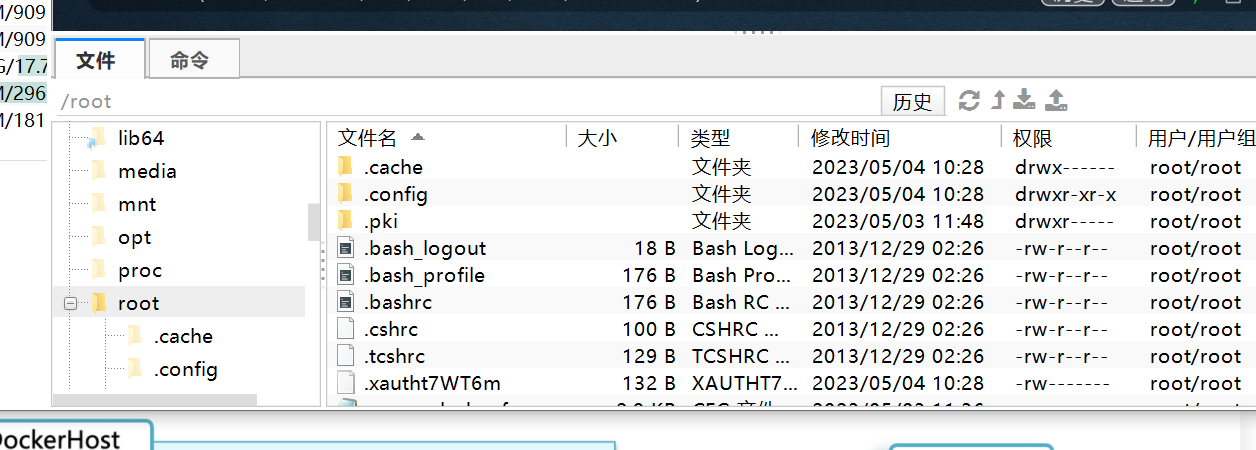 M/909
M/909
G/17.7
M/296
M/181
文件 命令
/root 历史
lib64
media
mnt
opt
proc
root
.cache
.config
文件名 大小 类型 修改时间 权限 用户/用户组
.cache 文件夹 2023/05/04 10:28 drwx------ root/root
.config 文件夹 2023/05/04 10:28 drwxr-xr-x root/root
.pki 文件夹 2023/05/03 11:48 drwxr----- root/root
.bash_logout 18 B Bash Log... 2013/12/29 02:26 -rw-r--r-- root/root
.bash_profile 176 B Bash Pro... 2013/12/29 02:26 -rw-r--r-- root/root
.bashrc 176 B Bash RC ... 2013/12/29 02:26 -rw-r--r-- root/root
.cshrc 100 B CSHRC ... 2013/12/29 02:26 -rw-r--r-- root/root
.tcshrc 129 B TCSHRC ... 2013/12/29 02:26 -rw-r--r-- root/root
.xautht7WT6m 132 B XAUTHT7... 2023/05/04 10:28 -rw------- root/root
DockerHost